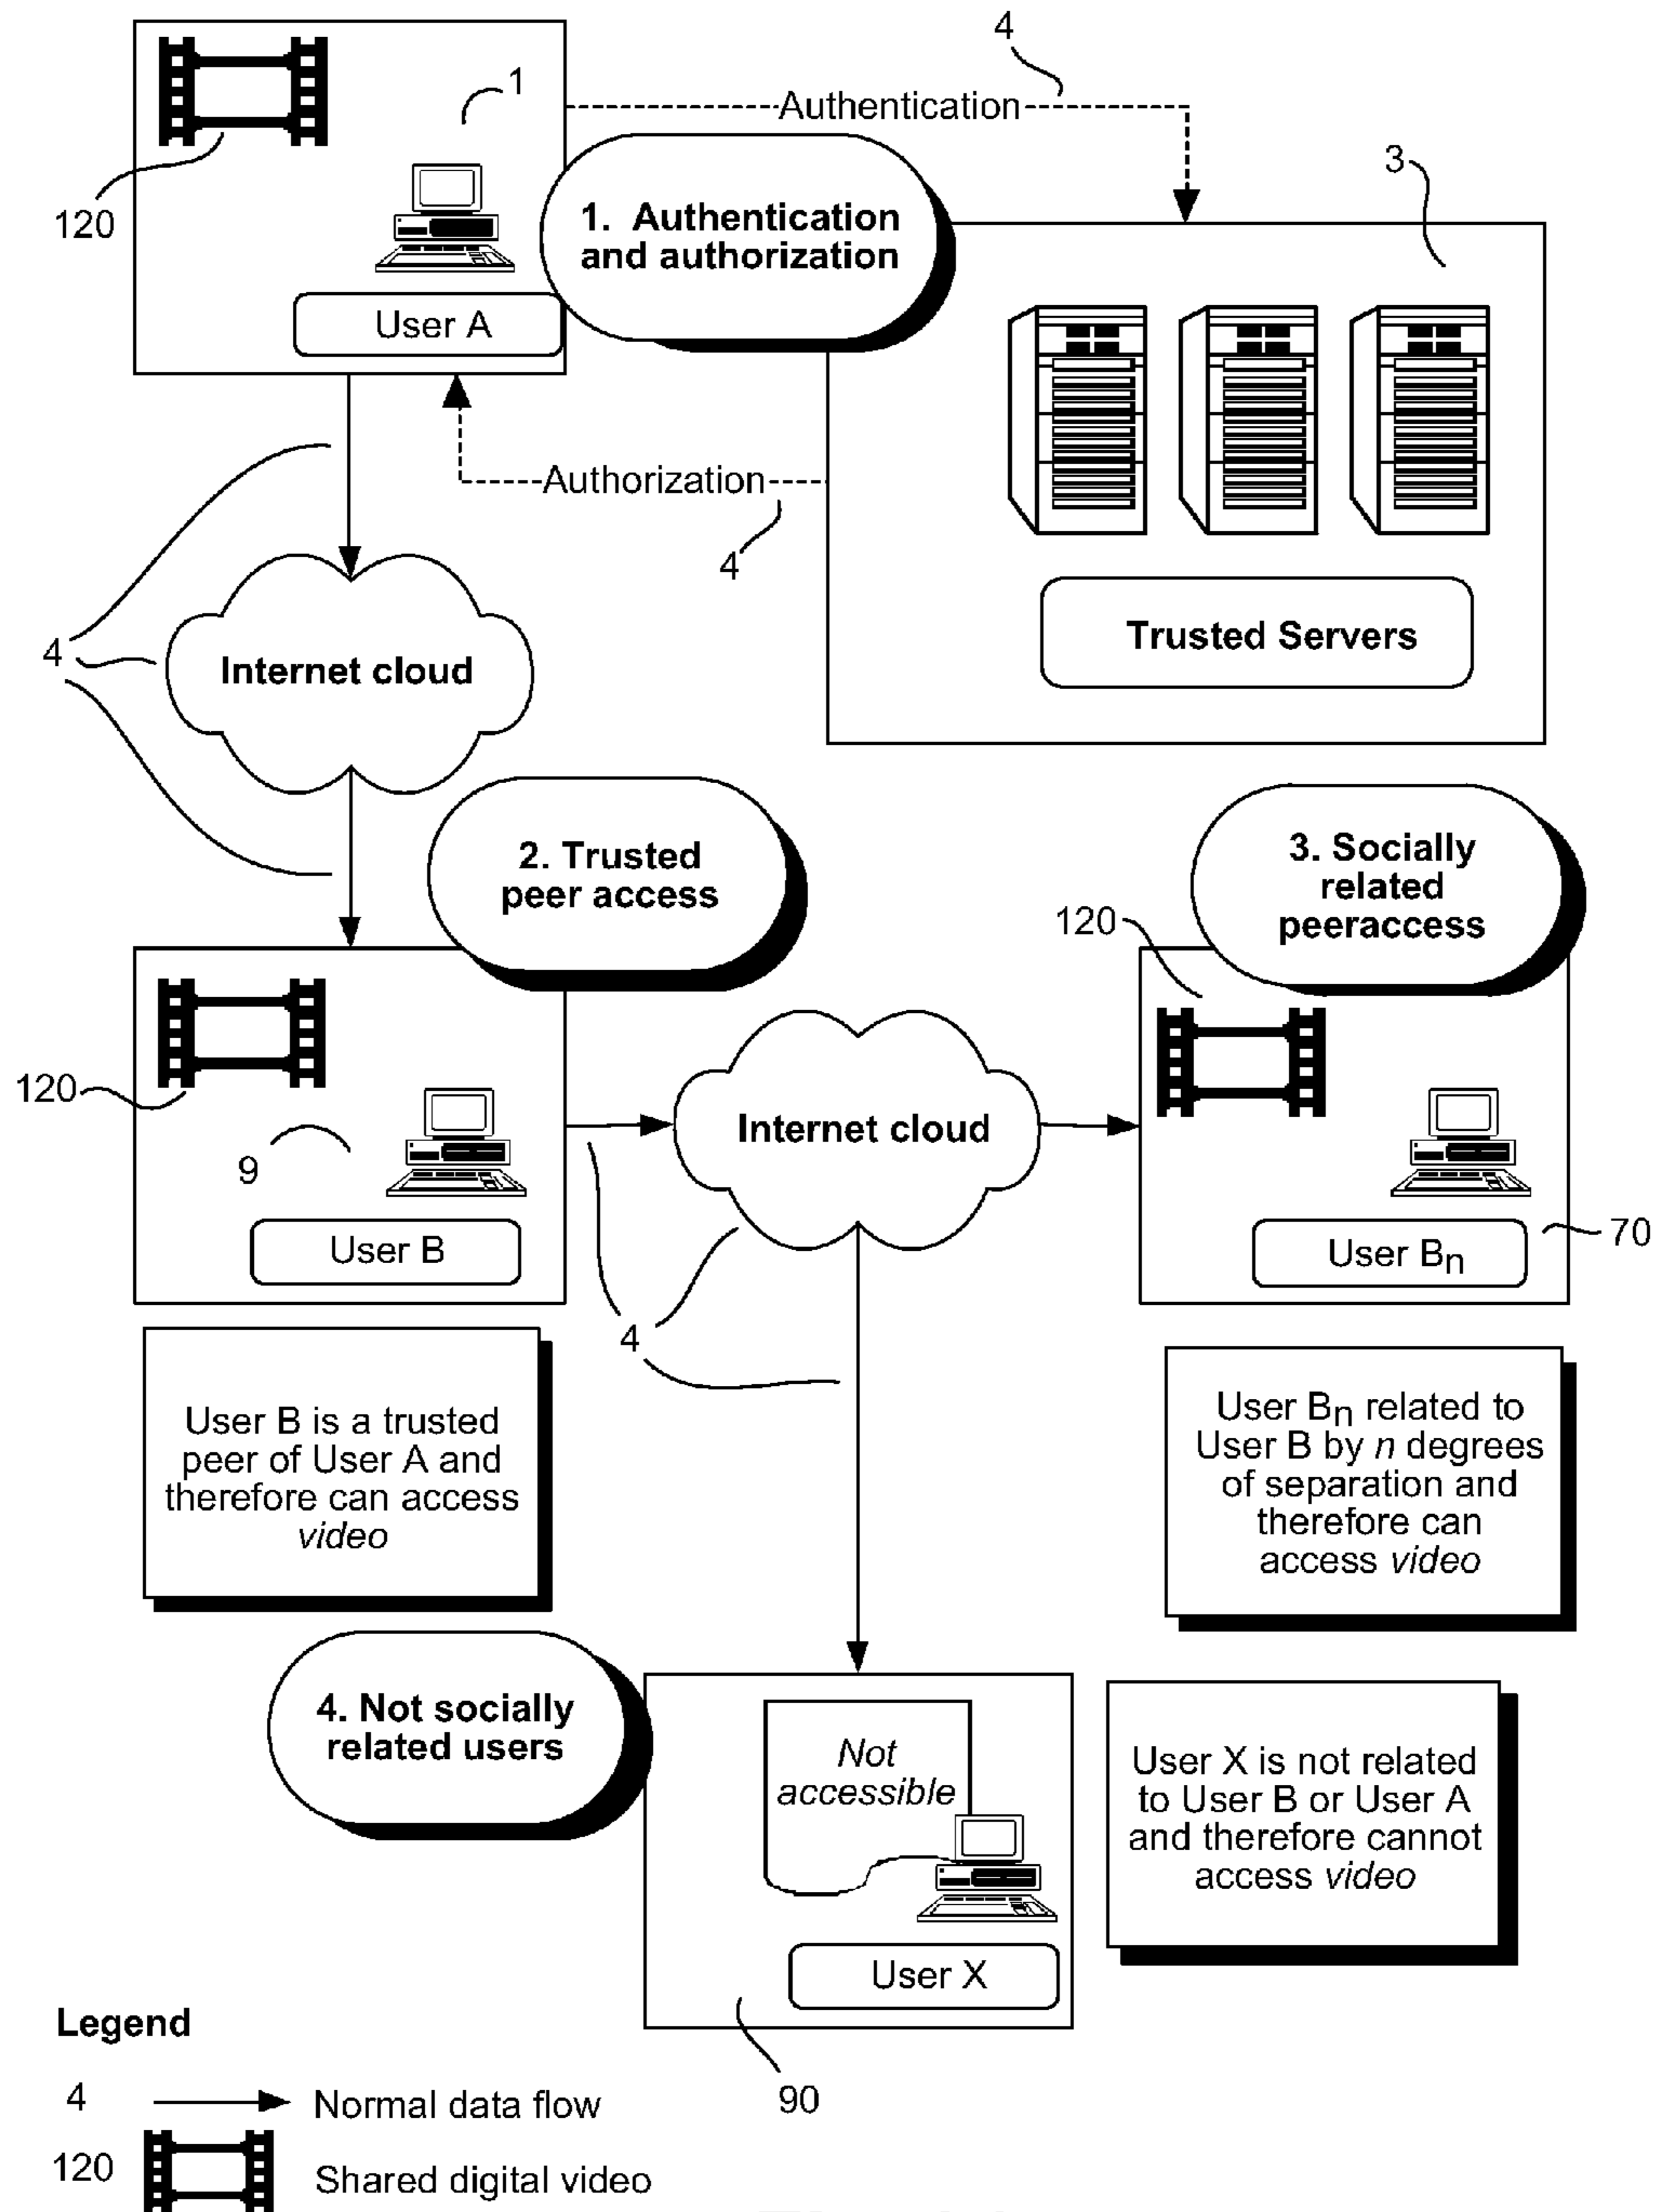 4
1
Authentication
120
3
1. Authentication
and authorization
User A
Authorization
4
4
Internet cloud
Trusted Servers
2. Trusted
peer access
3. Socially
related
peeraccess
120
120
9
Internet cloud
User B
User Bn
70
4
User B is a trusted
peer of User A and
therefore can access
video
User Bn related to
User B by n degrees
of separation and
therefore can
access video
4. Not socially
related users
Not
accessible
User X is not related
to User B or User A
and therefore cannot
access video
User X
Legend
90
4 Normal data flow
120 Shared digital video